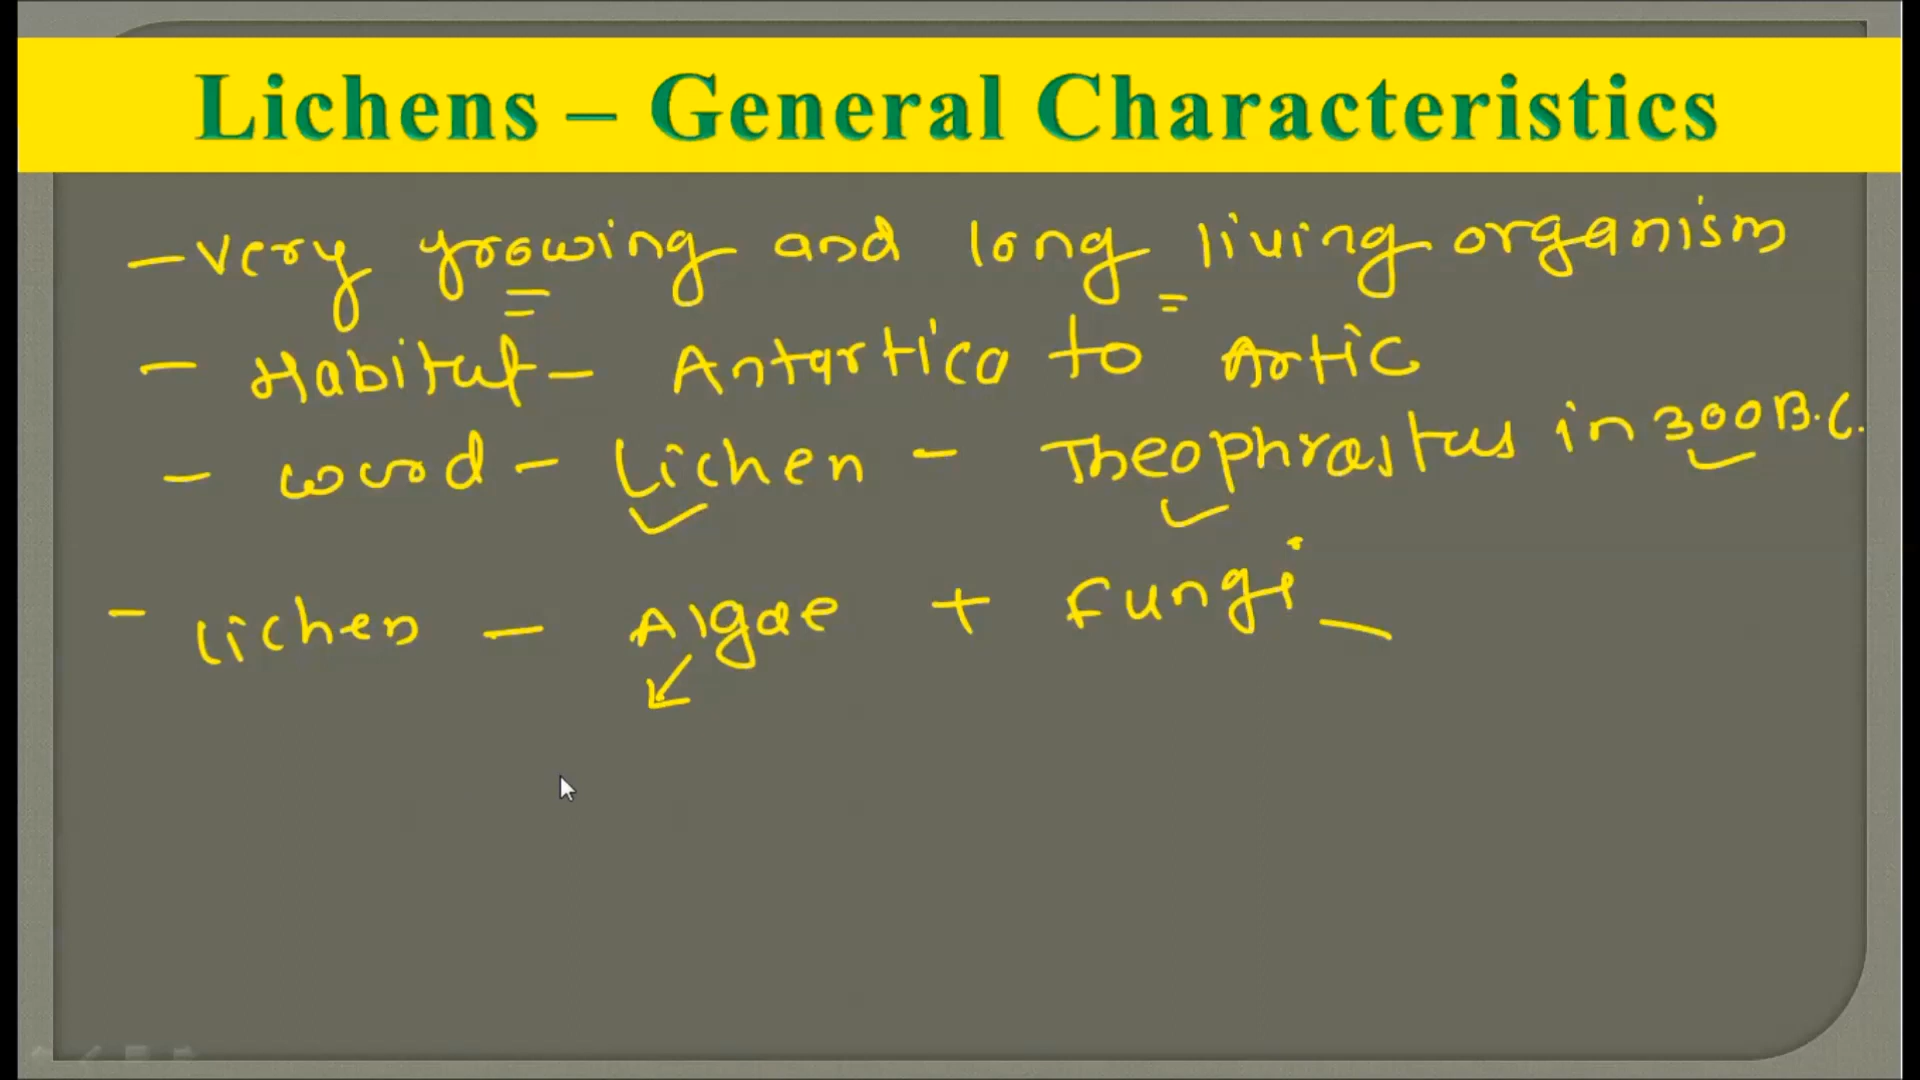 Lichens – General Characteristics
– Very growing and long living organism
– Habitat – Antartica to Artic
– word – Lichen – Theophrastus in 300 B.C.
– Lichen – Algae + Fungi –